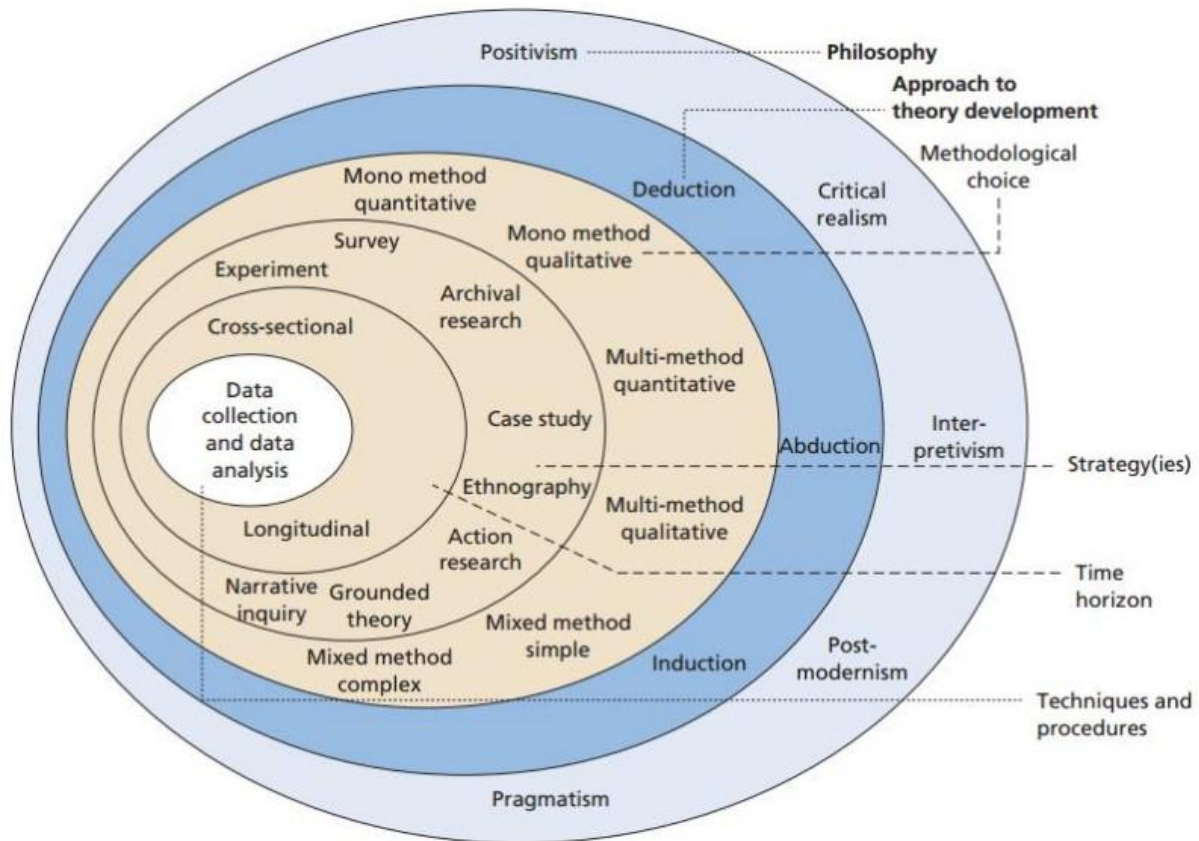 Positivism
Philosophy
Approach to
theory development
Methodological
choice
Mono method
quantitative
Deduction
Critical
realism
Survey
Mono method
qualitative
Experiment
Archival
research
Cross-sectional
Multi-method
quantitative
Data
collection
and data
analysis
Case study
Abduction
Inter-
pretivism
Strategy(ies)
Ethnography
Multi-method
qualitative
Longitudinal
Action
research
Time
horizon
Narrative
inquiry
Grounded
theory
Mixed method
simple
Mixed method
complex
Induction
Post-
modernism
Techniques and
procedures
Pragmatism